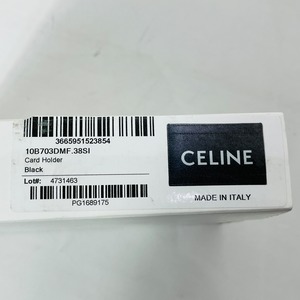 3665951523854
10B703DMF.38SI
Card Holder
Black
Lot#: 4731463
PG1689175
CELINE
MADE IN ITALY